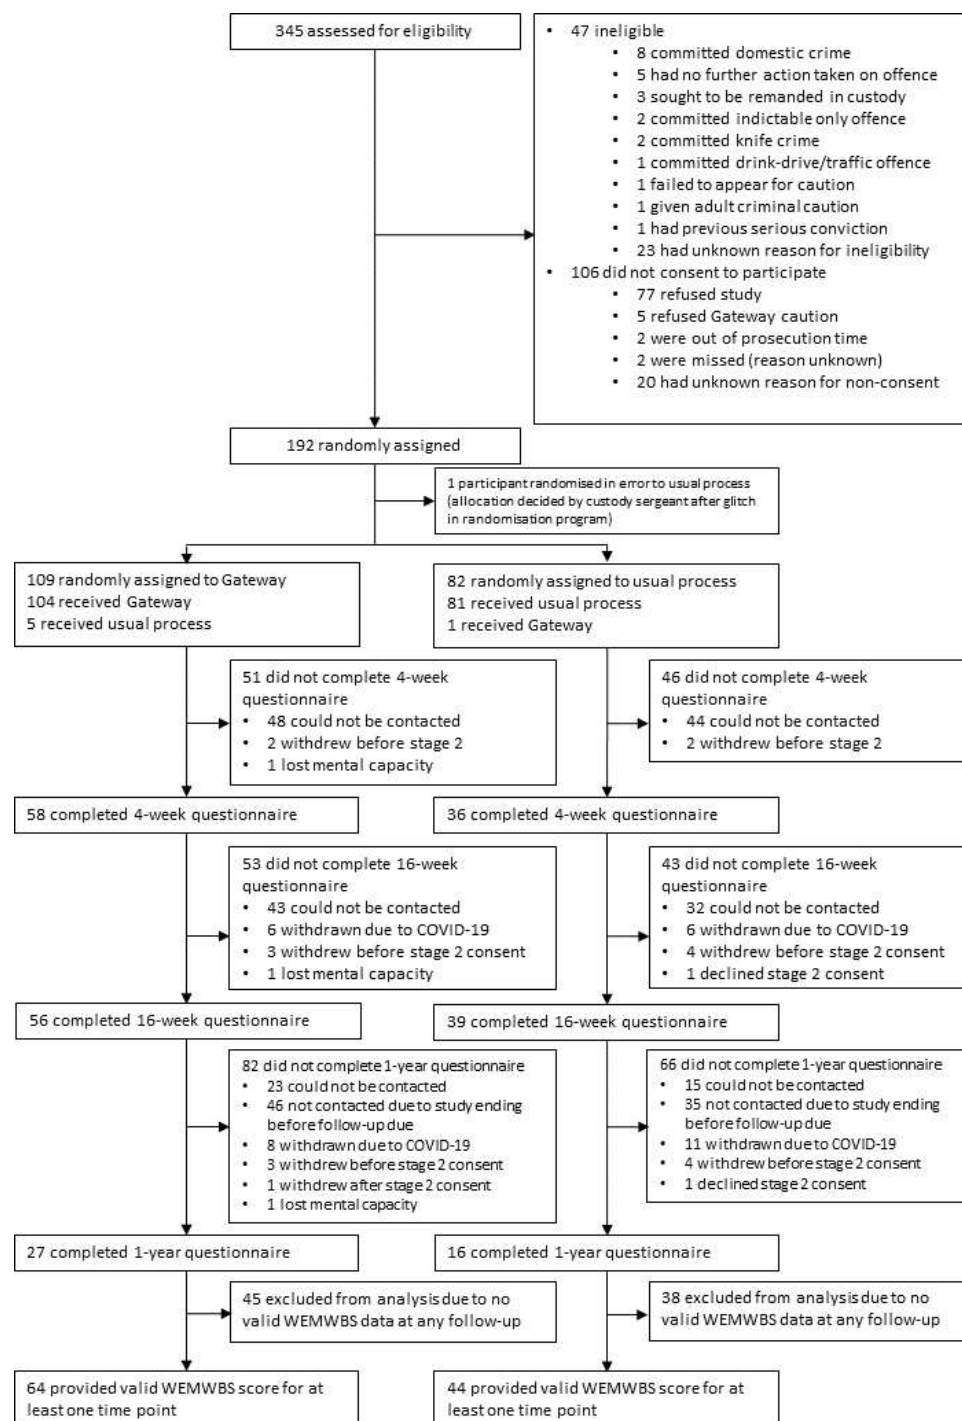 345 assessed for eligibility
• 47 ineligible
• 8 committed domestic crime
• 5 had no further action taken on offence
• 3 sought to be remanded in custody
• 2 committed indictable only offence
• 2 committed knife crime
• 1 committed drink-drive/traffic offence
• 1 failed to appear for caution
• 1 given adult criminal caution
• 1 had previous serious conviction
• 23 had unknown reason for ineligibility
• 106 did not consent to participate
• 77 refused study
• 5 refused Gateway caution
• 2 were out of prosecution time
• 2 were missed (reason unknown)
• 20 had unknown reason for non-consent
192 randomly assigned
1 participant randomised in error to usual process
(allocation decided by custody sergeant after glitch
in randomisation program)
109 randomly assigned to Gateway
104 received Gateway
5 received usual process
82 randomly assigned to usual process
81 received usual process
1 received Gateway
51 did not complete 4-week
questionnaire
• 48 could not be contacted
• 2 withdrew before stage 2
• 1 lost mental capacity
46 did not complete 4-week
questionnaire
• 44 could not be contacted
• 2 withdrew before stage 2
58 completed 4-week questionnaire
36 completed 4-week questionnaire
53 did not complete 16-week
questionnaire
• 43 could not be contacted
• 6 withdrawn due to COVID-19
• 3 withdrew before stage 2 consent
• 1 lost mental capacity
43 did not complete 16-week
questionnaire
• 32 could not be contacted
• 6 withdrawn due to COVID-19
• 4 withdrew before stage 2 consent
• 1 declined stage 2 consent
56 completed 16-week questionnaire
39 completed 16-week questionnaire
82 did not complete 1-year questionnaire
• 23 could not be contacted
• 46 not contacted due to study ending
before follow-up due
• 8 withdrawn due to COVID-19
• 3 withdrew before stage 2 consent
• 1 withdrew after stage 2 consent
• 1 lost mental capacity
66 did not complete 1-year questionnaire
• 15 could not be contacted
• 35 not contacted due to study ending
before follow-up due
• 11 withdrawn due to COVID-19
• 4 withdrew before stage 2 consent
• 1 declined stage 2 consent
27 completed 1-year questionnaire
16 completed 1-year questionnaire
45 excluded from analysis due to no
valid WEMWBS data at any follow-up
38 excluded from analysis due to no
valid WEMWBS data at any follow-up
64 provided valid WEMWBS score for at
least one time point
44 provided valid WEMWBS score for at
least one time point